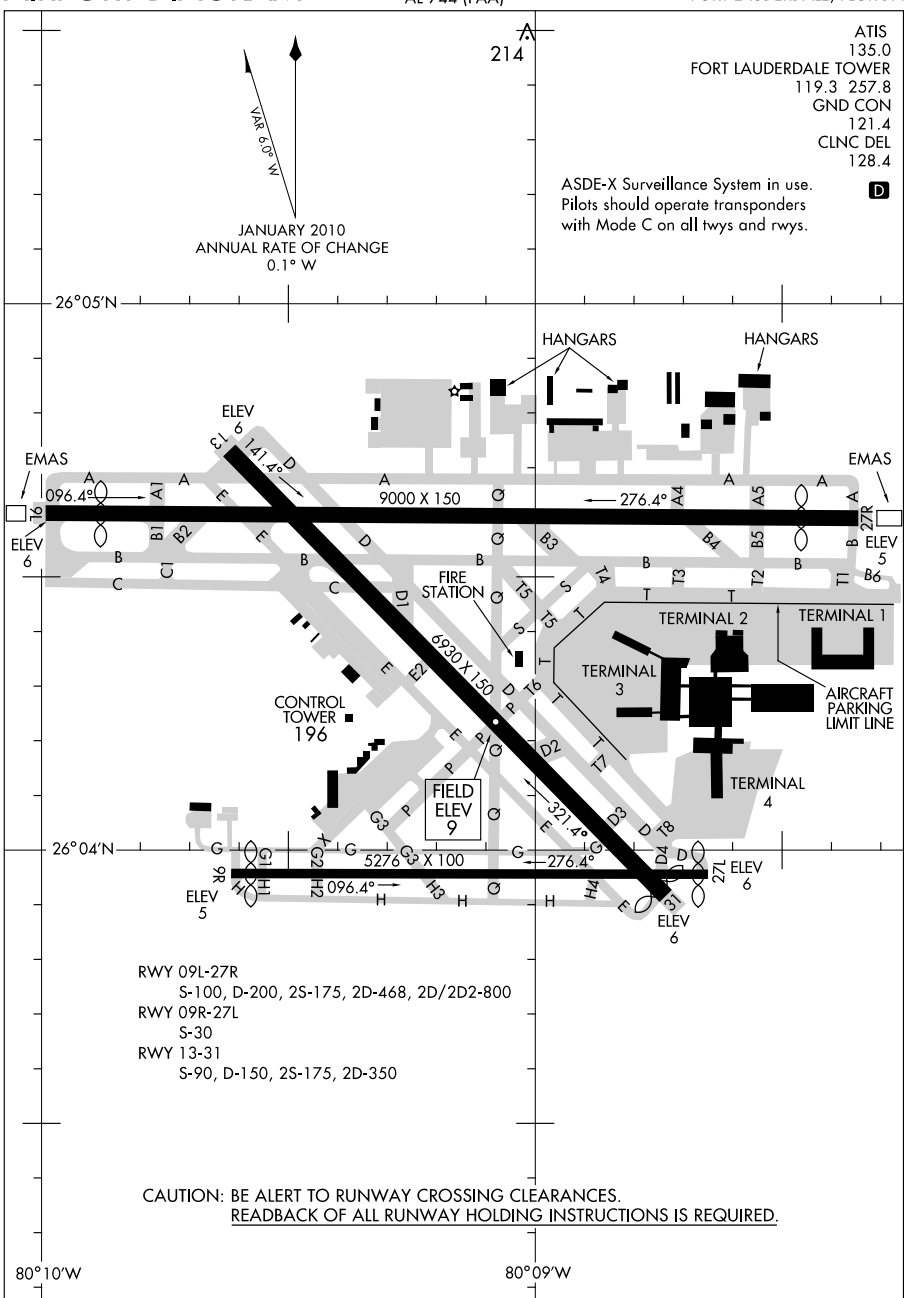 AL-744 (FAA)
214
ATIS
135.0
FORT LAUDERDALE TOWER
119.3 257.8
GND CON
121.4
CLNC DEL
128.4
D
VAR 6.0° W
JANUARY 2010
ANNUAL RATE OF CHANGE
0.1° W
ASDE-X Surveillance System in use.
Pilots should operate transponders
with Mode C on all twys and rwys.
26°05'N
HANGARS
HANGARS
ELEV
6
13
141.4°
D
EMAS
EMAS
A
A1
A
E
A
A
A
A4
A5
A
096.4°
9000 X 150
276.4°
Q
9L
27R
ELEV
6
ELEV
5
B1
B2
E
D
Q
B3
B4
B5
B
B
C1
B
B
B
B
B6
C
C
D1
T5
S
T4
T3
T2
T1
FIRE
STATION
Q
S
T5
T
T
T
TERMINAL 2
TERMINAL 1
6930 X 150
E
E2
T
TERMINAL
3
D
T6
P
T
AIRCRAFT
PARKING
LIMIT LINE
CONTROL
TOWER
196
E
P
Q
D2
T
T7
P
FIELD
ELEV
9
TERMINAL
4
321.4°
P
Q
E
D3
D
T8
G3
26°04'N
G
G1
X
G2
G
G3
G
G
D4
D
5276 X 100
276.4°
9R
27L
ELEV
6
ELEV
5
H
H1
H2
096.4°
H3
Q
H4
H
H
H
E
31
ELEV
6
RWY 09L-27R
S-100, D-200, 2S-175, 2D-468, 2D/2D2-800
RWY 09R-27L
S-30
RWY 13-31
S-90, D-150, 2S-175, 2D-350
CAUTION: BE ALERT TO RUNWAY CROSSING CLEARANCES.
READBACK OF ALL RUNWAY HOLDING INSTRUCTIONS IS REQUIRED.
80°10'W
80°09'W